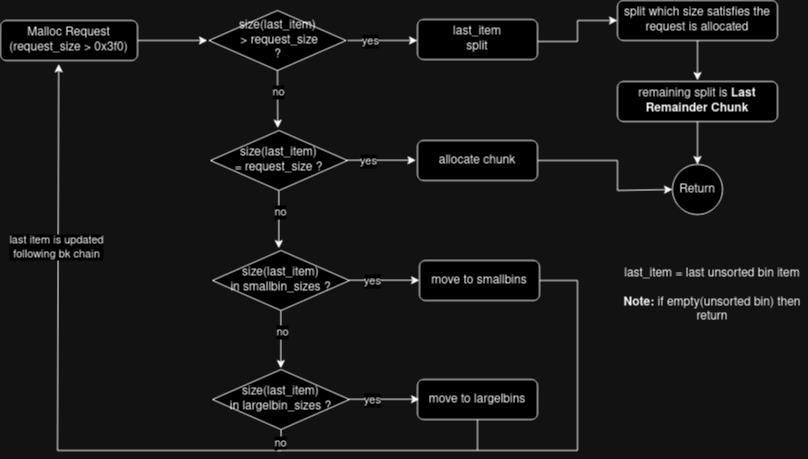 Malloc Request
(request_size > 0x3f0)
size(last_item)
> request_size
?
yes
last_item
split
split which size satisfies the
request is allocated
no
remaining split is Last
Remainder Chunk
size(last_item)
= request_size ?
yes
allocate chunk
Return
no
last item is updated
following bk chain
size(last_item)
in smallbin_sizes ?
yes
move to smallbins
last_item = last unsorted bin item
Note: if empty(unsorted bin) then
return
no
size(last_item)
in largelbin_sizes ?
yes
move to largelbins
no